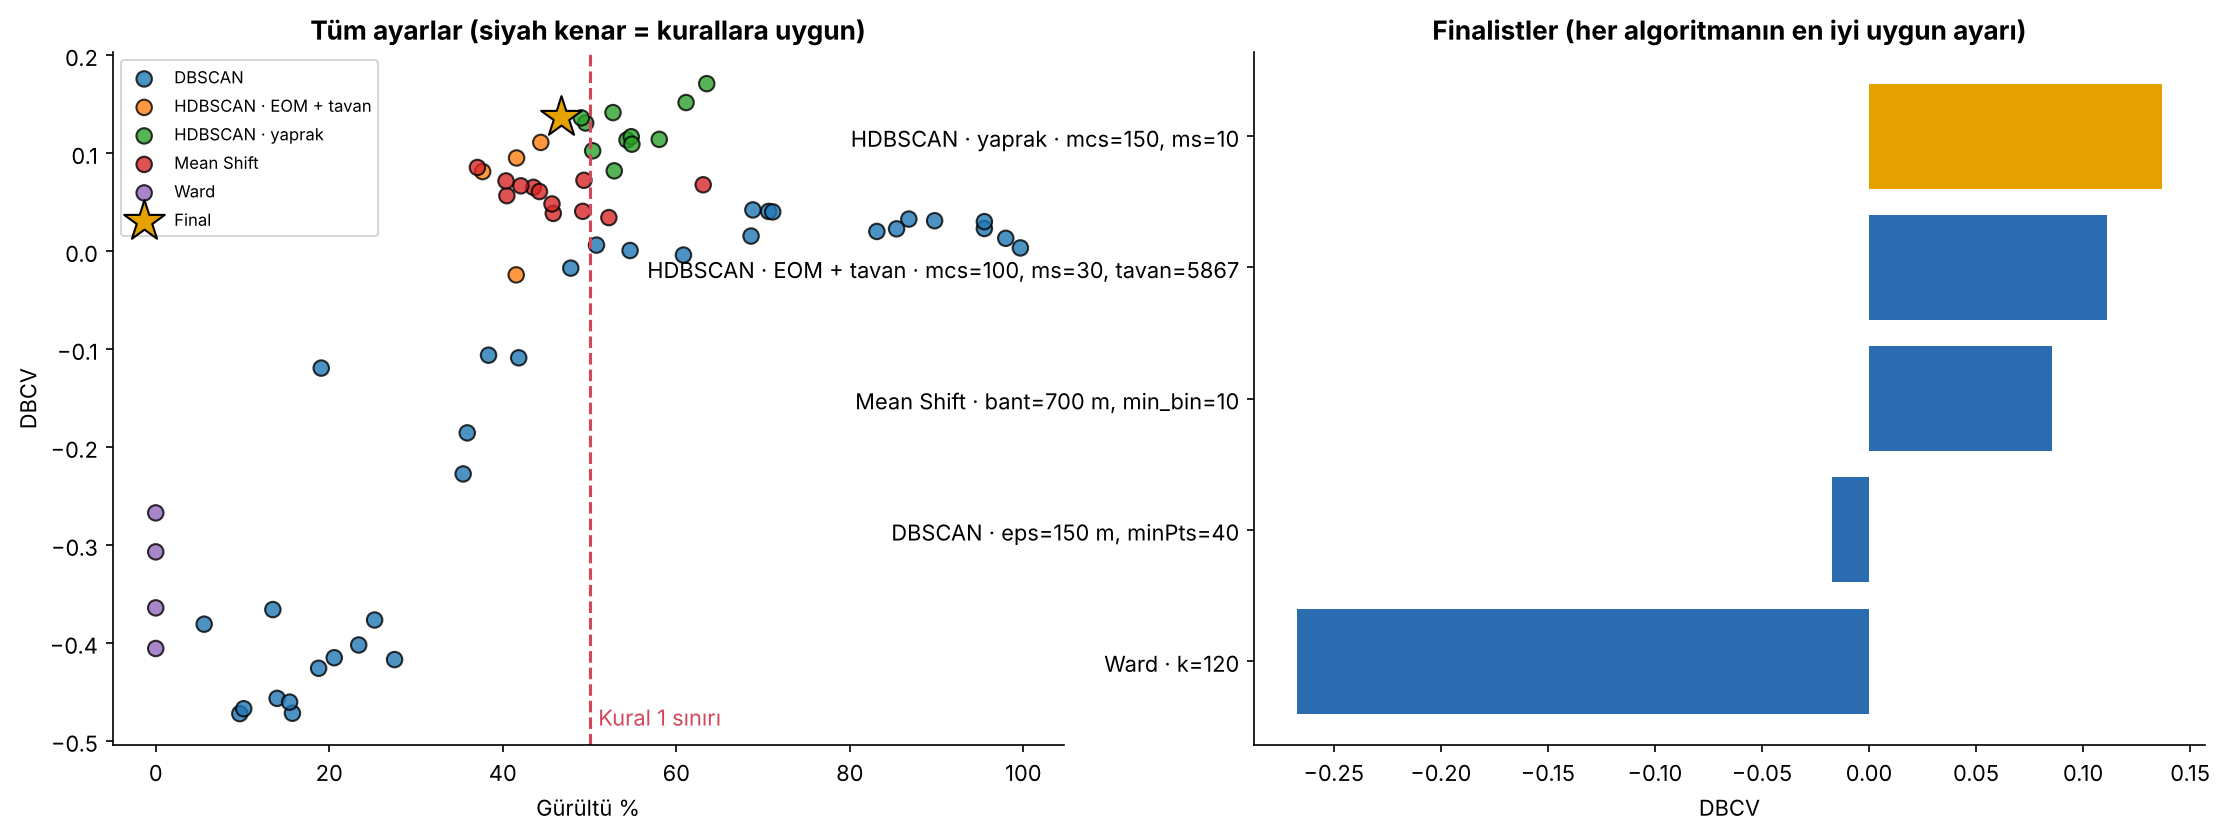 Tüm ayarlar (siyah kenar = kurallara uygun)
DBSCAN
HDBSCAN · EOM + tavan
HDBSCAN · yaprak
Mean Shift
Ward
Final
DBCV
0.2
0.1
0.0
−0.1
−0.2
−0.3
−0.4
−0.5
Kural 1 sınırı
0 20 40 60 80 100
Gürültü %
Finalistler (her algoritmanın en iyi uygun ayarı)
HDBSCAN · yaprak · mcs=150, ms=10
HDBSCAN · EOM + tavan · mcs=100, ms=30, tavan=5867
Mean Shift · bant=700 m, min_bin=10
DBSCAN · eps=150 m, minPts=40
Ward · k=120
−0.25 −0.20 −0.15 −0.10 −0.05 0.00 0.05 0.10 0.15
DBCV